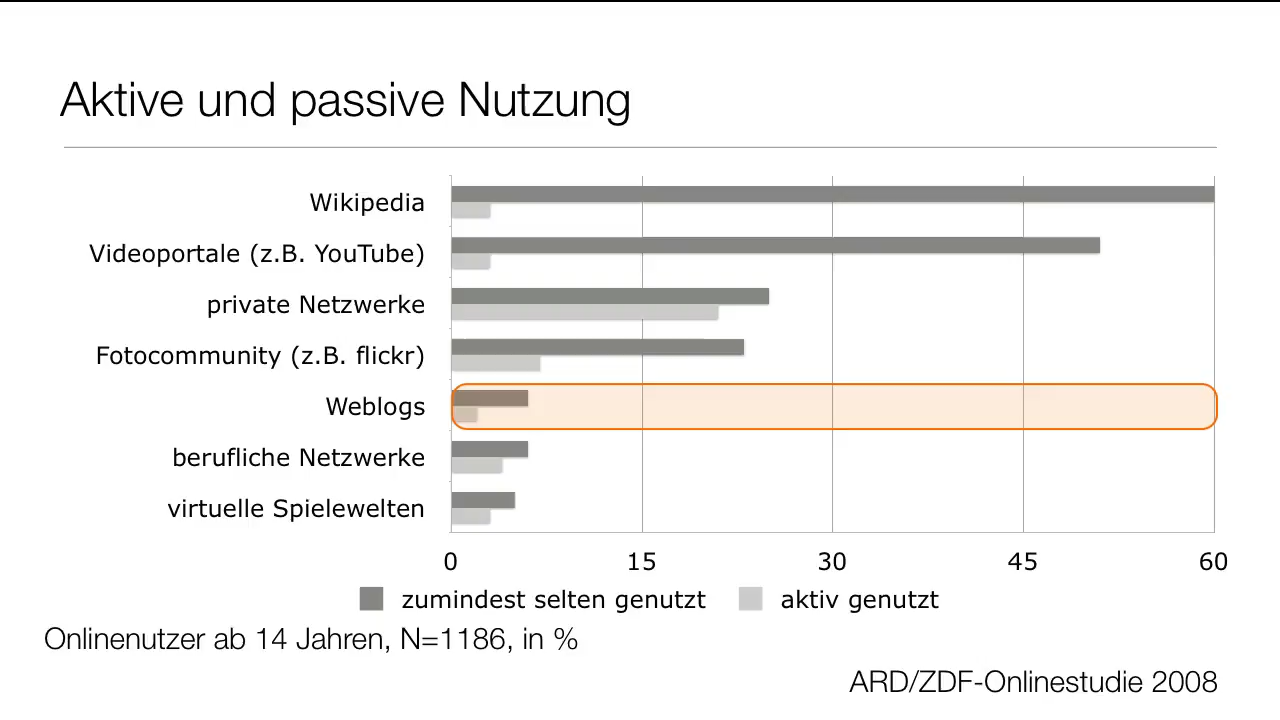 Aktive und passive Nutzung
Wikipedia
Videoportale (z.B. YouTube)
private Netzwerke
Fotocommunity (z.B. flickr)
Weblogs
berufliche Netzwerke
virtuelle Spielewelten
0 15 30 45 60
zumindest selten genutzt aktiv genutzt
Onlinenutzer ab 14 Jahren, N=1186, in %
ARD/ZDF-Onlinestudie 2008